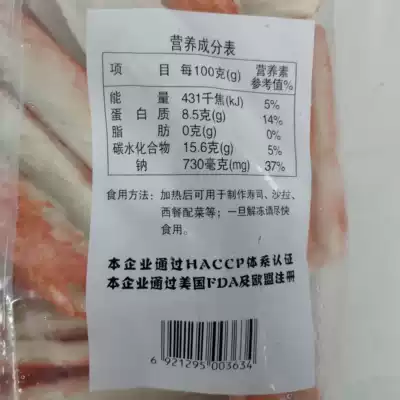 营养成分表
项 目 每100克(g) 营养素参考值%
能 量 431千焦(kJ) 5%
蛋 白 质 8.5克(g) 14%
脂 肪 0克(g) 0%
碳水化合物 15.6克(g) 5%
钠 730毫克(mg) 37%
食用方法：加热后可用于制作寿司、沙拉、
西餐配菜等；一旦解冻请尽快
食用。
本企业通过HACCP体系认证
本企业通过美国FDA及欧盟注册
6 921295 003634